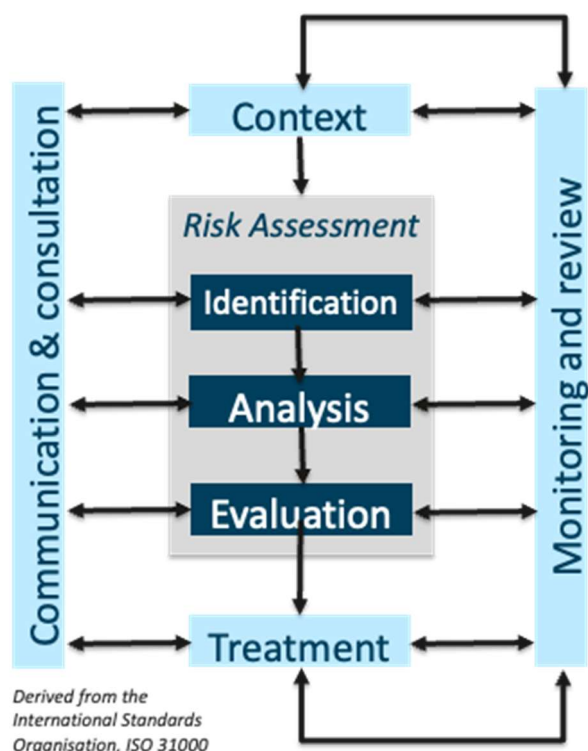 Context
Communication & consultation
Monitoring and review
Risk Assessment
Identification
Analysis
Evaluation
Treatment
Derived from the
International Standards
Organisation, ISO 31000